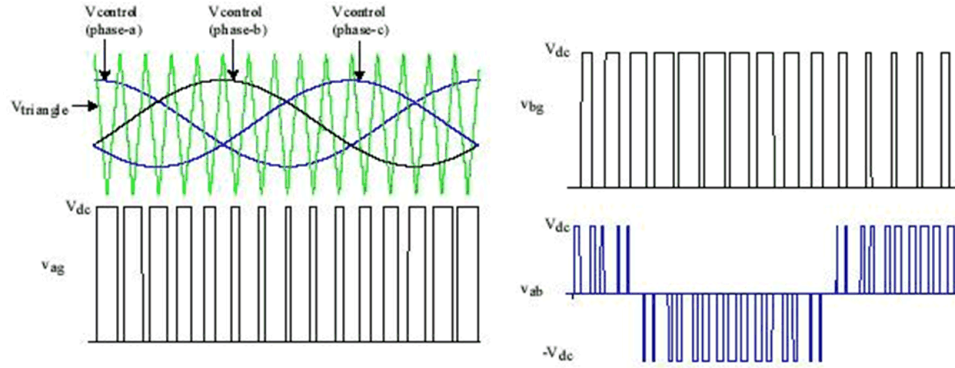 Vcontrol Vcontrol Vcontrol
(phase-a) (phase-b) (phase-c)
Vtriangle
Vdc
vag
Vdc
vbg
Vdc
vab
-Vdc